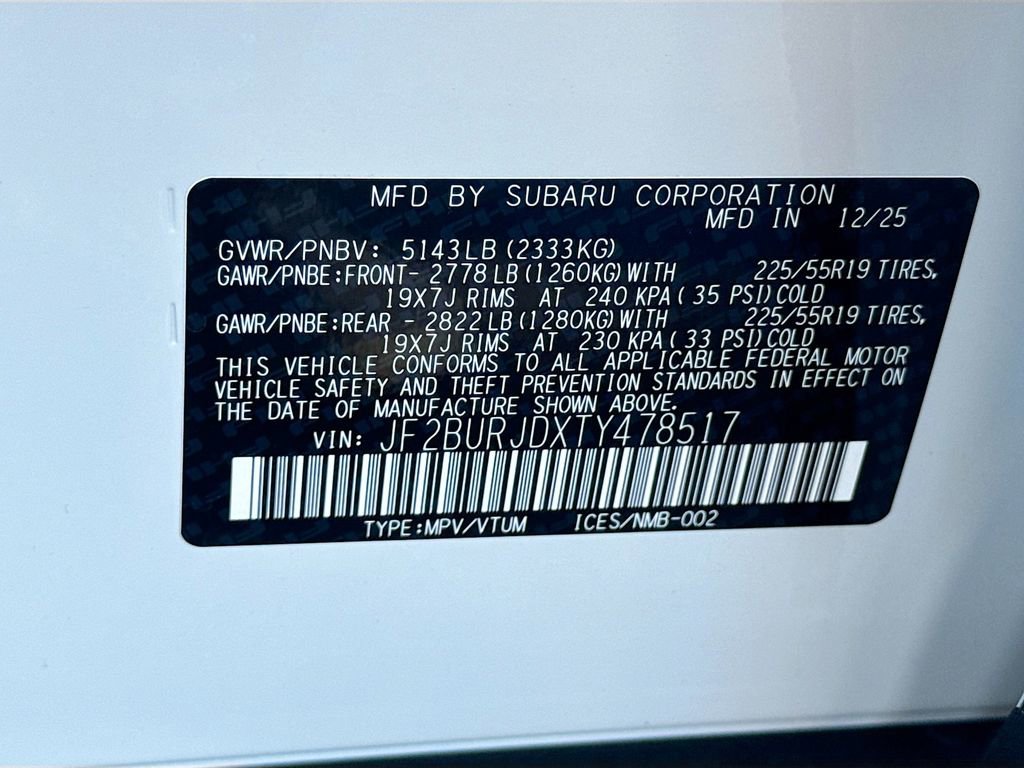 MFD BY SUBARU CORPORATION
MFD IN 12/25
GVWR/PNBV: 5143LB (2333KG)
GAWR/PNBE:FRONT- 2778 LB (1260KG) WITH 225/55R19 TIRES,
19X7J RIMS AT 240 KPA ( 35 PSI) COLD
GAWR/PNBE:REAR - 2822 LB (1280KG) WITH 225/55R19 TIRES,
19X7J RIMS AT 230 KPA ( 33 PSI) COLD
THIS VEHICLE CONFORMS TO ALL APPLICABLE FEDERAL MOTOR
VEHICLE SAFETY AND THEFT PREVENTION STANDARDS IN EFFECT ON
THE DATE OF MANUFACTURE SHOWN ABOVE.
VIN: JF2BURJDXTY478517
TYPE:MPV/VTUM ICES/NMB-002